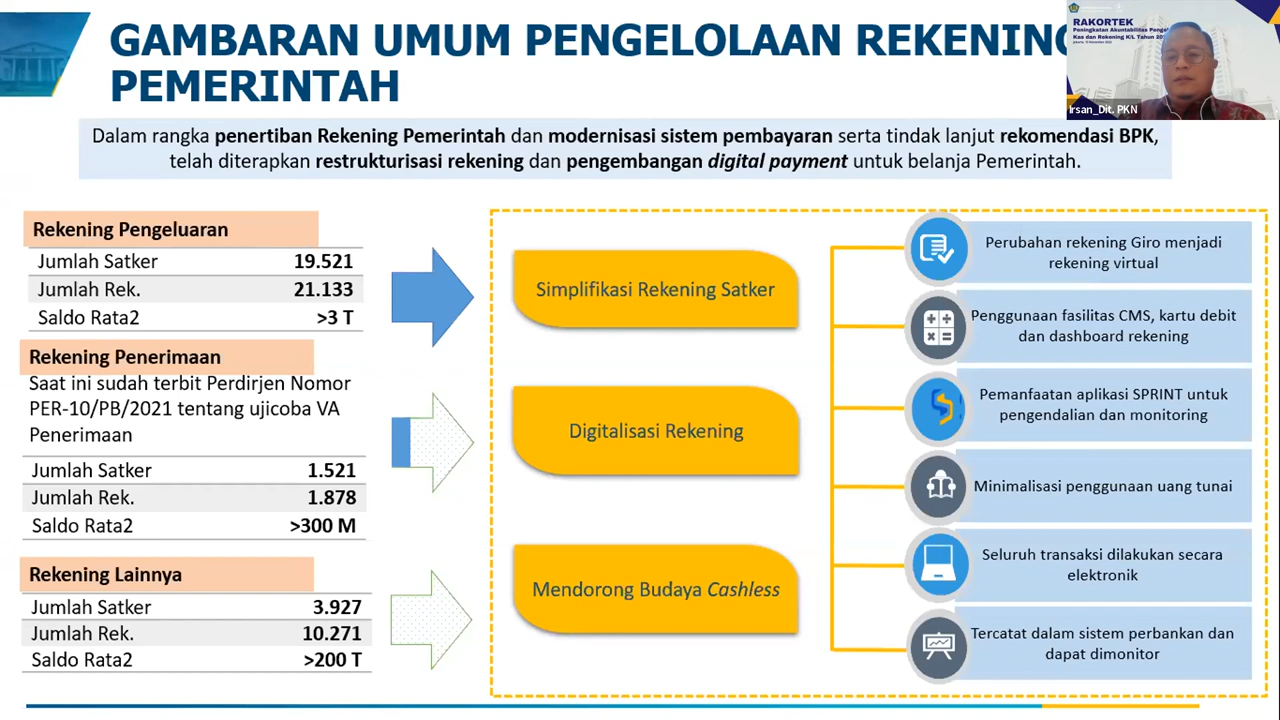 GAMBARAN UMUM PENGELOLAAN REKENING
PEMERINTAH
RAKORTEK
Peningkatan Akuntabilitas
Kas dan Rekening K/L Tahun
Irsan_Dit. PKN
Dalam rangka penertiban Rekening Pemerintah dan modernisasi sistem pembayaran serta tindak lanjut rekomendasi BPK,
telah diterapkan restrukturisasi rekening dan pengembangan digital payment untuk belanja Pemerintah.
Rekening Pengeluaran
Jumlah Satker 19.521
Jumlah Rek. 21.133
Saldo Rata2 >3 T
Rekening Penerimaan
Saat ini sudah terbit Perdirjen Nomor
PER-10/PB/2021 tentang ujicoba VA
Penerimaan
Jumlah Satker 1.521
Jumlah Rek. 1.878
Saldo Rata2 >300 M
Rekening Lainnya
Jumlah Satker 3.927
Jumlah Rek. 10.271
Saldo Rata2 >200 T
Simplifikasi Rekening Satker
Digitalisasi Rekening
Mendorong Budaya Cashless
Perubahan rekening Giro menjadi
rekening virtual
Penggunaan fasilitas CMS, kartu debit
dan dashboard rekening
Pemanfaatan aplikasi SPRINT untuk
pengendalian dan monitoring
Minimalisasi penggunaan uang tunai
Seluruh transaksi dilakukan secara
elektronik
Tercatat dalam sistem perbankan dan
dapat dimonitor